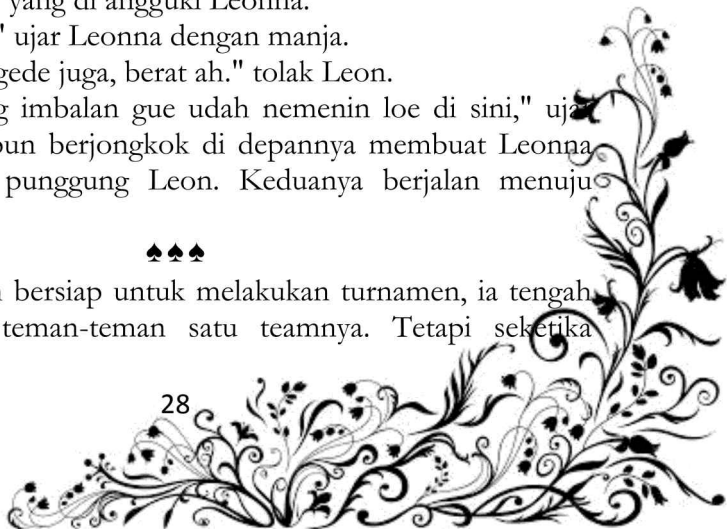 yang di angguki Leonna.
" ujar Leonna dengan manja.
gede juga, berat ah." tolak Leon.
g imbalan gue udah nemenin loe di sini," ujar
pun berjongkok di depannya membuat Leonna
punggung Leon. Keduanya berjalan menuju
♠♠♠
bersiap untuk melakukan turnamen, ia tengah
teman-teman satu teamnya. Tetapi seketika
28